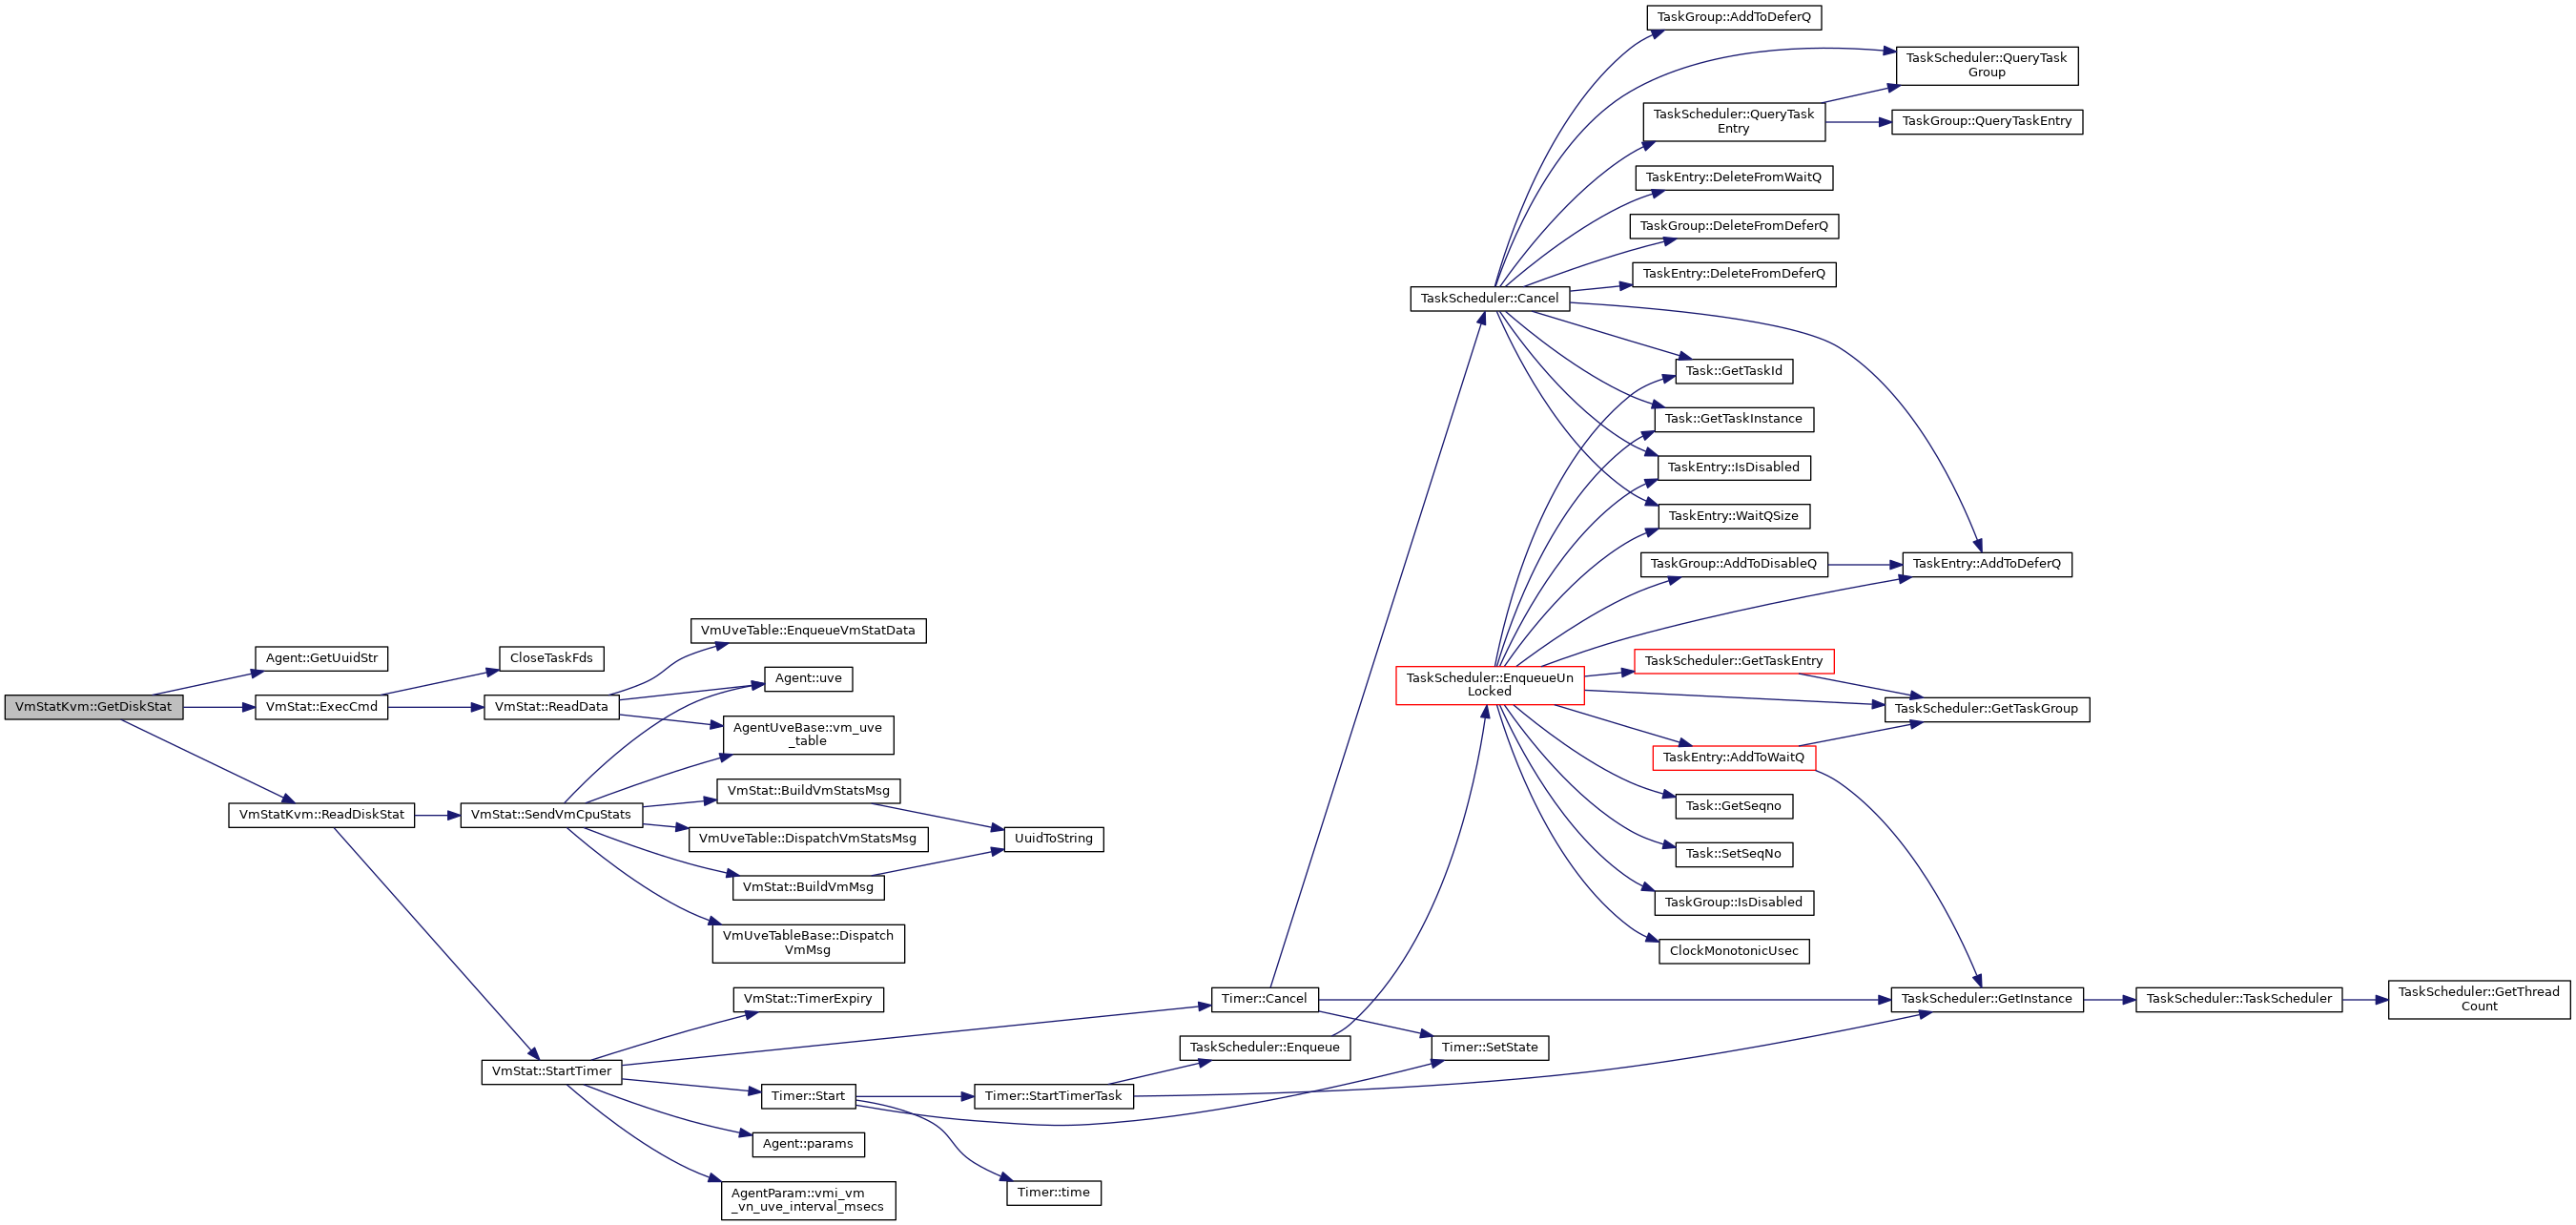 VmStatKvm::GetDiskStat
Agent::GetUuidStr
VmStat::ExecCmd
VmStatKvm::ReadDiskStat
CloseTaskFds
VmStat::ReadData
VmStat::SendVmCpuStats
VmStat::StartTimer
VmUveTable::EnqueueVmStatData
Agent::uve
AgentUveBase::vm_uve
_table
VmStat::BuildVmStatsMsg
VmUveTable::DispatchVmStatsMsg
VmStat::BuildVmMsg
VmUveTableBase::Dispatch
VmMsg
UuidToString
VmStat::TimerExpiry
Timer::Start
Agent::params
AgentParam::vmi_vm
_vn_uve_interval_msecs
Timer::StartTimerTask
Timer::time
Timer::Cancel
TaskScheduler::Enqueue
Timer::SetState
TaskScheduler::Cancel
TaskScheduler::EnqueueUn
Locked
TaskGroup::AddToDeferQ
TaskScheduler::QueryTask
Group
TaskScheduler::QueryTask
Entry
TaskGroup::QueryTaskEntry
TaskEntry::DeleteFromWaitQ
TaskGroup::DeleteFromDeferQ
TaskEntry::DeleteFromDeferQ
Task::GetTaskId
Task::GetTaskInstance
TaskEntry::IsDisabled
TaskEntry::WaitQSize
TaskGroup::AddToDisableQ
TaskEntry::AddToDeferQ
TaskScheduler::GetTaskEntry
TaskScheduler::GetTaskGroup
TaskEntry::AddToWaitQ
Task::GetSeqno
Task::SetSeqNo
TaskGroup::IsDisabled
ClockMonotonicUsec
TaskScheduler::GetInstance
TaskScheduler::TaskScheduler
TaskScheduler::GetThread
Count